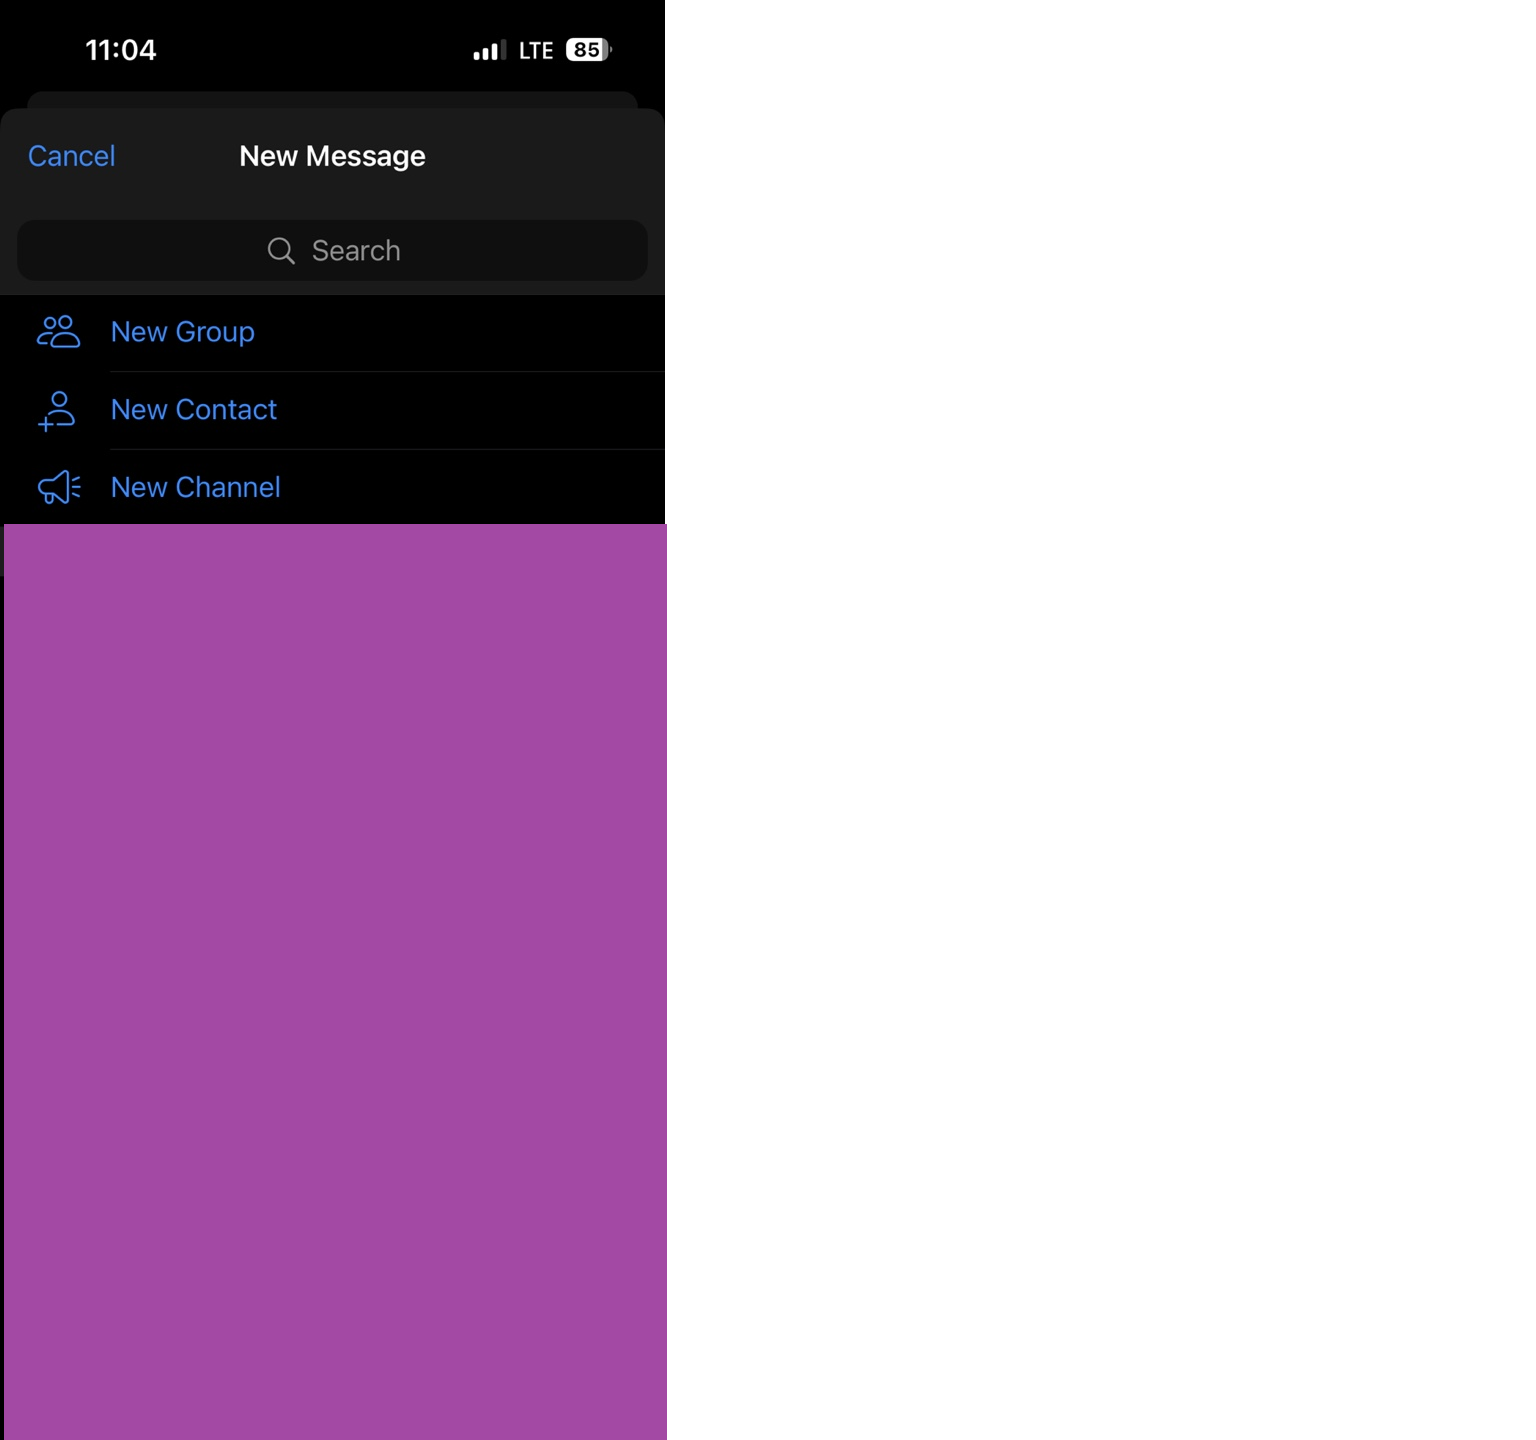 11:04 LTE 85
Cancel New Message
Search
New Group
New Contact
New Channel